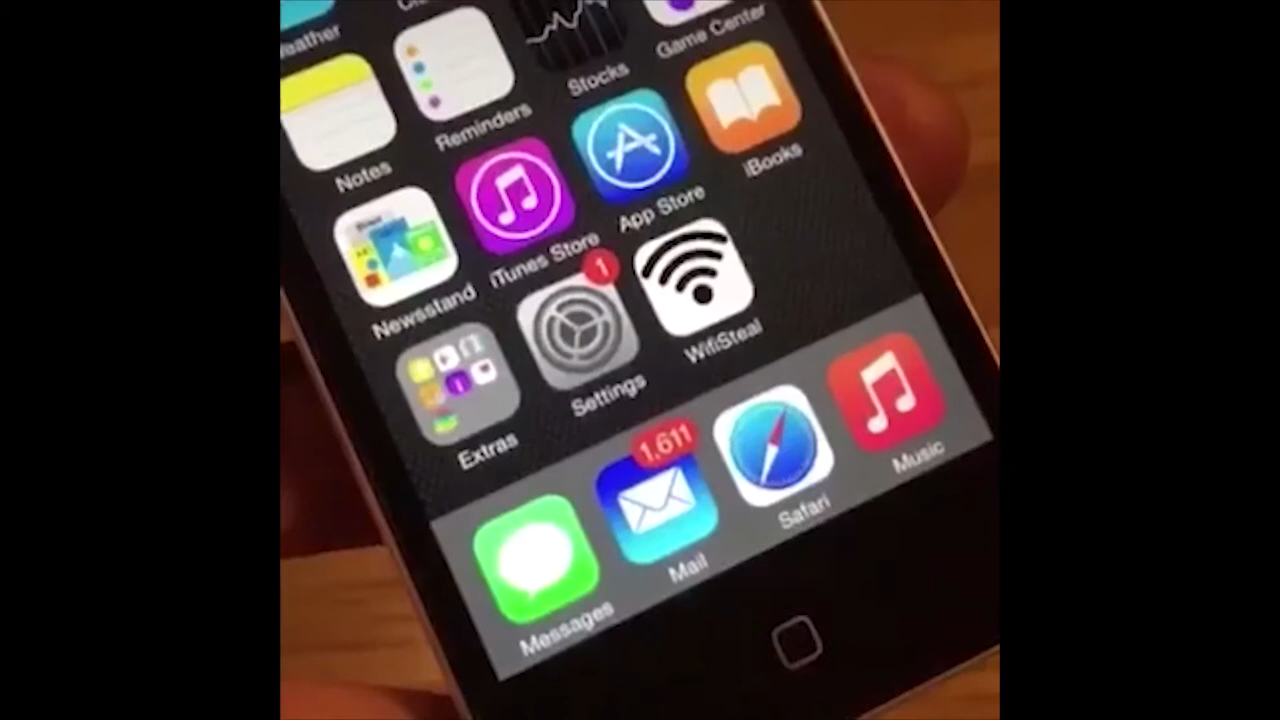 Weather
Game Center
Stocks
Reminders
Notes
iBooks
App Store
iTunes Store
Newsstand
1
WifiSteal
Settings
Extras
1,611
Music
Safari
Mail
Messages